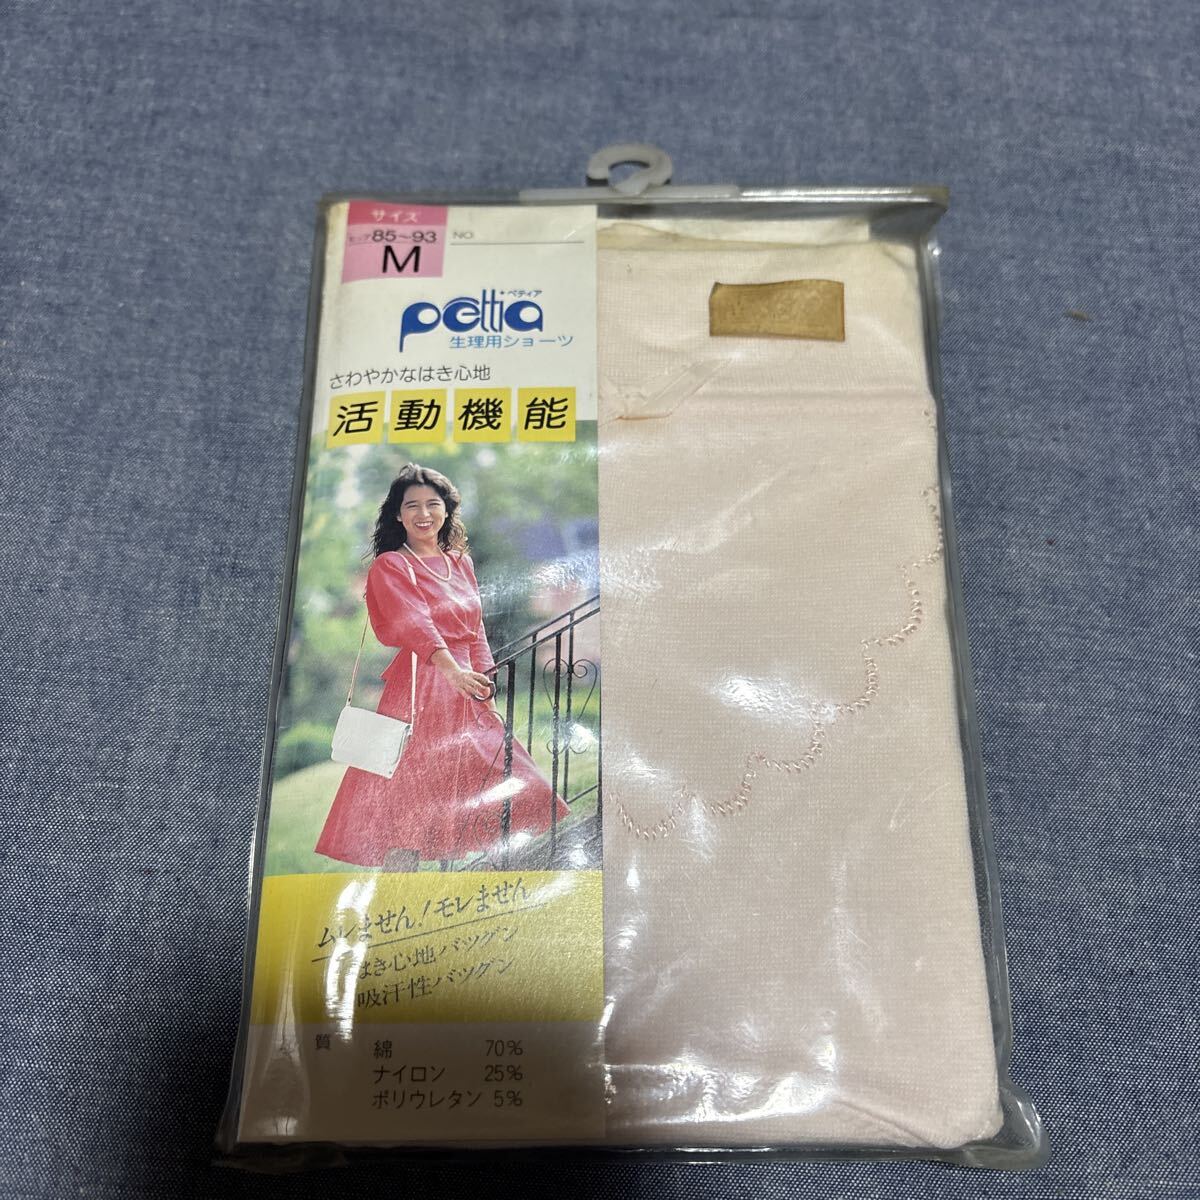 サイズ
ヒップ 85〜93
M
NO.
ペティア
pettia
生理用ショーツ
さわやかなはき心地
活動機能
ムレません!モレません
はき心地バツグン
吸汗性バツグン
質
綿 70%
ナイロン 25%
ポリウレタン 5%